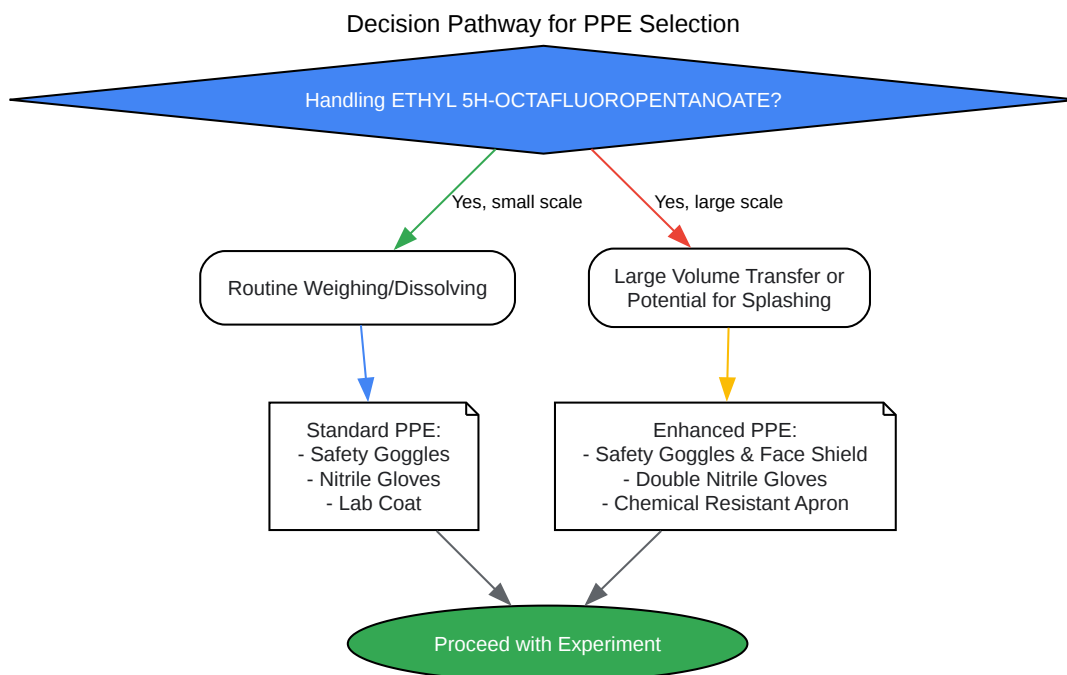 Decision Pathway for PPE Selection
Handling ETHYL 5H-OCTAFLUOROPENTANOATE?
Yes, small scale
Yes, large scale
Routine Weighing/Dissolving
Large Volume Transfer or
Potential for Splashing
Standard PPE:
- Safety Goggles
- Nitrile Gloves
- Lab Coat
Enhanced PPE:
- Safety Goggles & Face Shield
- Double Nitrile Gloves
- Chemical Resistant Apron
Proceed with Experiment